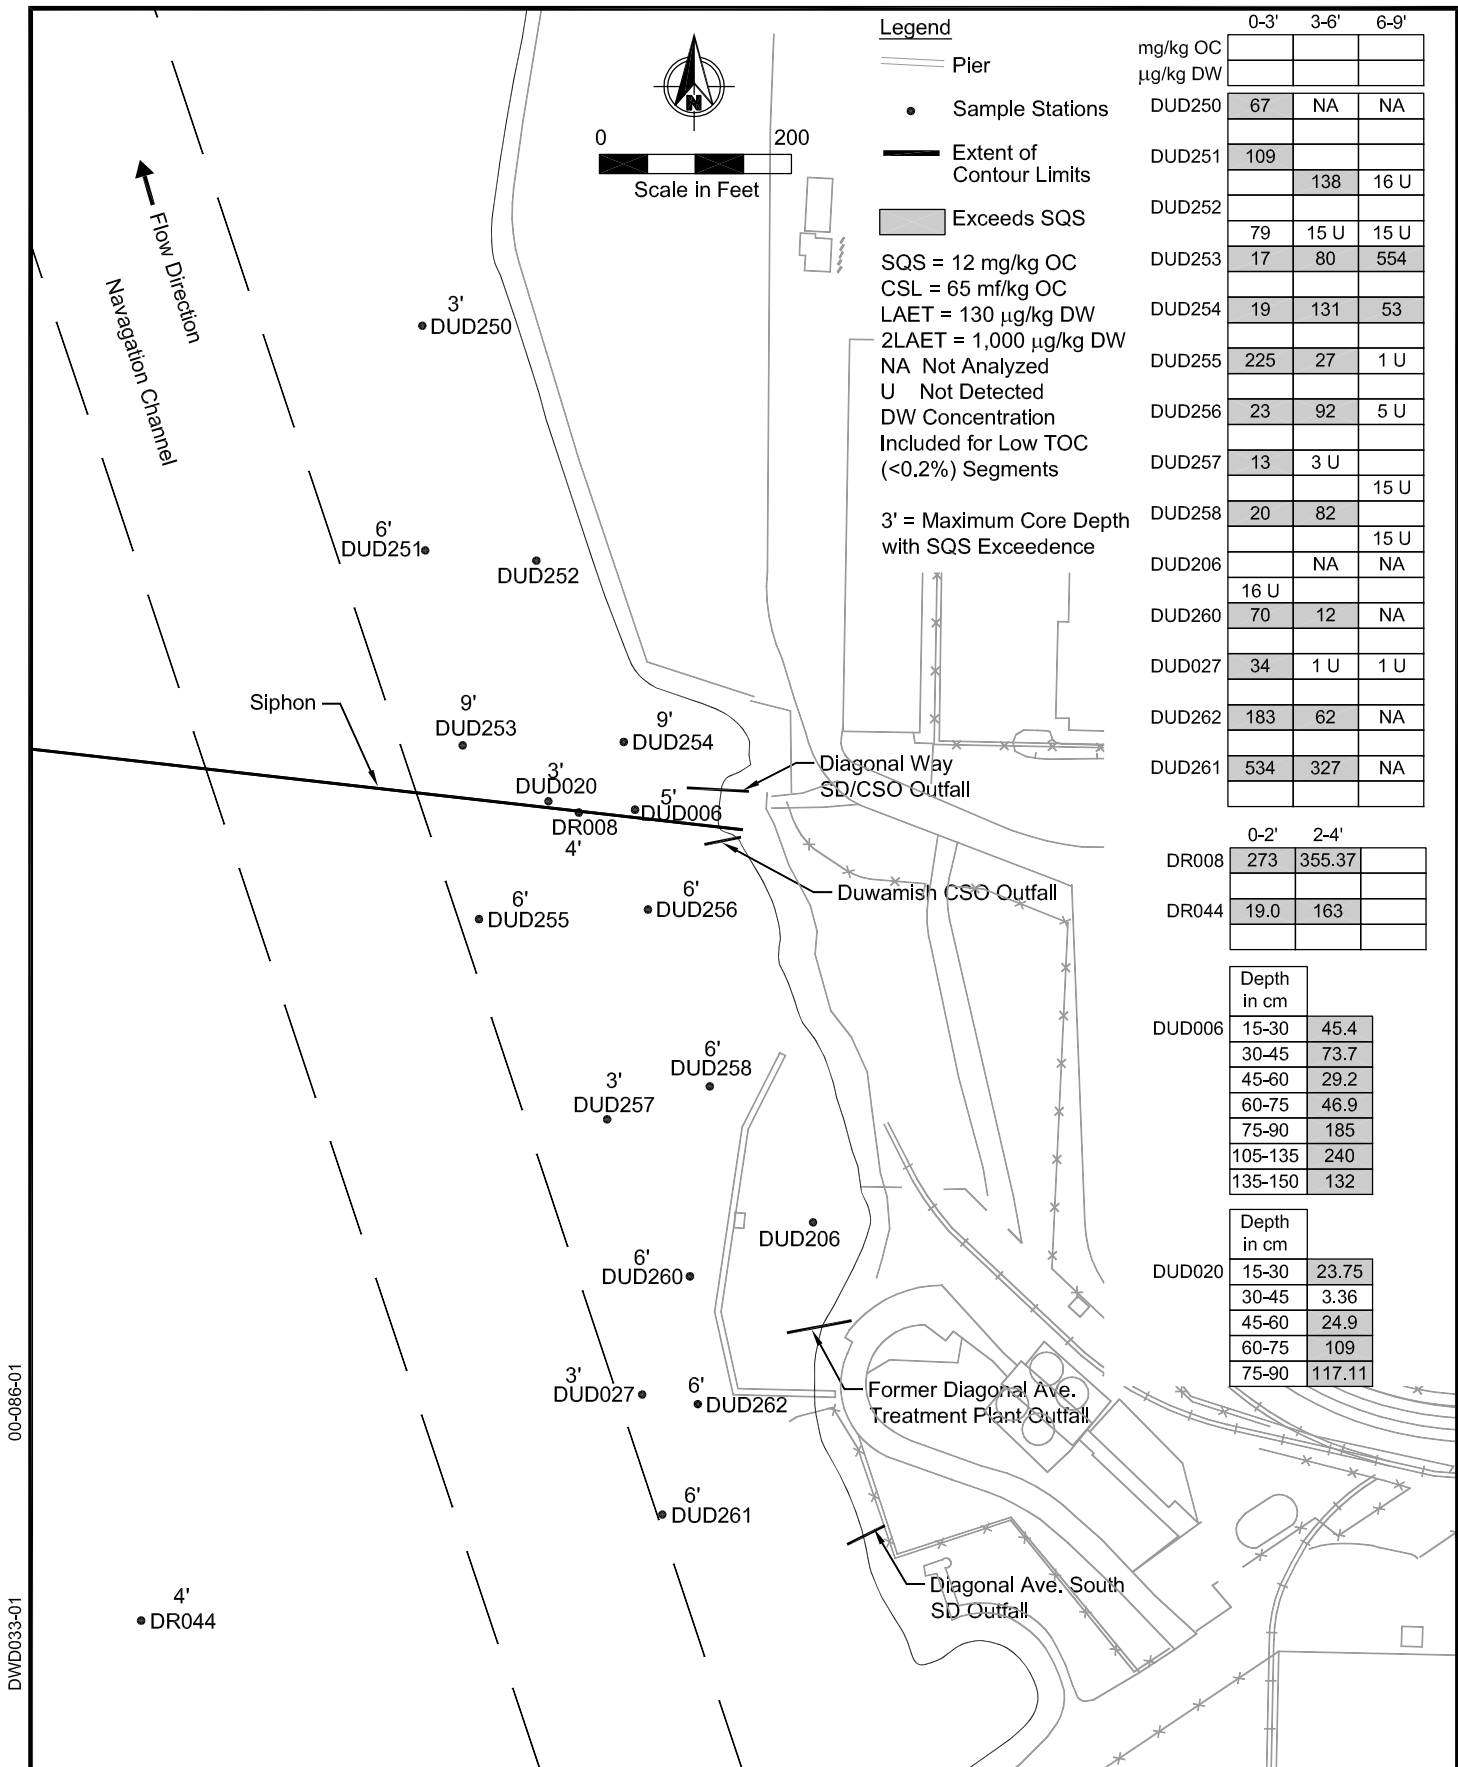 Legend
Pier
Sample Stations
Extent of
Contour Limits
Exceeds SQS
SQS = 12 mg/kg OC
CSL = 65 mf/kg OC
LAET = 130 µg/kg DW
2LAET = 1,000 µg/kg DW
NA Not Analyzed
U Not Detected
DW Concentration
Included for Low TOC
(<0.2%) Segments
3' = Maximum Core Depth
with SQS Exceedence
N
0 200
Scale in Feet
Flow Direction
Navagation Channel
3'
DUD250
6'
DUD251
DUD252
Siphon
9'
DUD253
9'
DUD254
3'
DUD020
5'
DUD006
DR008
4'
Diagonal Way
SD/CSO Outfall
Duwamish CSO Outfall
6'
DUD255
6'
DUD256
6'
DUD258
3'
DUD257
DUD206
6'
DUD260
3'
DUD027
6'
DUD262
Former Diagonal Ave.
Treatment Plant Outfall
6'
DUD261
Diagonal Ave. South
SD Outfall
4'
DR044
00-086-01
DWD033-01
0-3' 3-6' 6-9'
mg/kg OC
µg/kg DW
DUD250 67 NA NA
DUD251 109
138 16 U
DUD252
79 15 U 15 U
DUD253 17 80 554
DUD254 19 131 53
DUD255 225 27 1 U
DUD256 23 92 5 U
DUD257 13 3 U
15 U
DUD258 20 82
15 U
DUD206 NA NA
16 U
DUD260 70 12 NA
DUD027 34 1 U 1 U
DUD262 183 62 NA
DUD261 534 327 NA
0-2' 2-4'
DR008 273 355.37
DR044 19.0 163
Depth
in cm
DUD006 15-30 45.4
30-45 73.7
45-60 29.2
60-75 46.9
75-90 185
105-135 240
135-150 132
Depth
in cm
DUD020 15-30 23.75
30-45 3.36
45-60 24.9
60-75 109
75-90 117.11